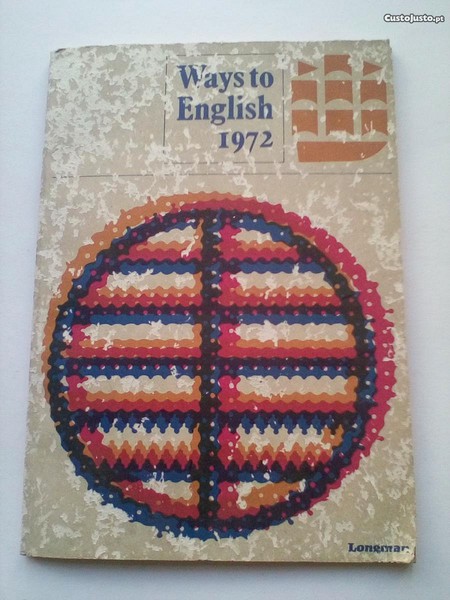 CustoJusto.pt
Ways to
English
1972
Longman